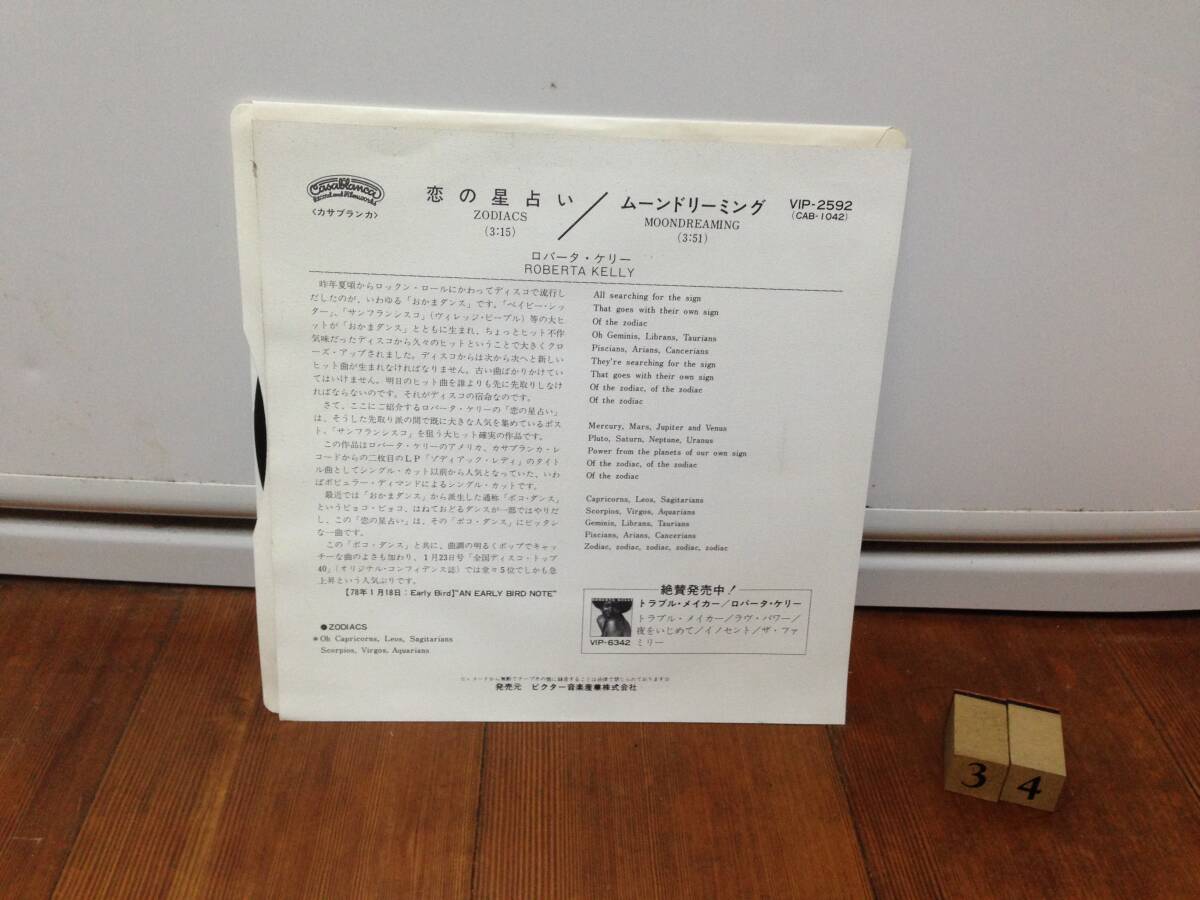 Casablanca
Record and Filmworks
〈カサブランカ〉
恋の星占い
ZODIACS
(3:15)
／
ムーンドリーミング
MOONDREAMING
(3:51)
VIP-2592
(CAB-1042)
ロバータ・ケリー
ROBERTA KELLY
昨年夏頃からロックン・ロールにかわってディスコで流行し
だしたのが、いわゆる「おかまダンス」です。「ベイビー・シッ
ター」、「サンフランシスコ」(ヴィレッジ・ピープル)等の大ヒ
ットが「おかまダンス」とともに生まれ、ちょっとヒット不作
気味だったディスコから久々のヒットということで大きくクロ
ーズ・アップされました。ディスコからは次から次へと新しい
ヒット曲が生まれなければなりません。古い曲ばかりかけてい
てはいけません。明日のヒット曲を誰よりも先に先取りしなけ
ればならないのです。それがディスコの宿命なのです。
さて、ここにご紹介するロバータ・ケリーの「恋の星占い」
は、そうした先取り派の間で既に大きな人気を集めているポス
ト、「サンフランシスコ」を狙う大ヒット確実の作品です。
この作品はロバータ・ケリーのアメリカ、カサブランカ・レ
コードからの二枚目のLP「ゾディアック・レディ」のタイト
ル曲としてシングル・カット以前から人気となっていた、いわ
ばポピュラー・ディマンドによるシングル・カットです。
最近では「おかまダンス」から派生した通称「ポコ・ダンス」
というピョコ・ピョコ、はねておどるダンスが一部ではやりだ
し、この「恋の星占い」は、その「ポコ・ダンス」にピッタシ
な一曲です。
この「ポコ・ダンス」と共に、曲調の明るくポップでキャッ
チーな曲のよさも加わり、1月23日号「全国ディスコ・トップ
40」(オリジナル・コンフィデンス誌)では堂々5位でしかも急
上昇という人気ぶりです。
【78年1月18日：Early Bird】"AN EARLY BIRD NOTE"
●ZODIACS
＊Oh Capricorns, Leos, Sagitarians
Scorpios, Virgos, Aquarians
All searching for the sign
That goes with their own sign
Of the zodiac
Oh Geminis, Librans, Taurians
Piscians, Arians, Cancerians
They're searching for the sign
That goes with their own sign
Of the zodiac, of the zodiac
Of the zodiac
Mercury, Mars, Jupiter and Venus
Pluto, Saturn, Neptune, Uranus
Power from the planets of our own sign
Of the zodiac, of the zodiac
Of the zodiac
Capricorns, Leos, Sagitarians
Scorpios, Virgos, Aquarians
Geminis, Librans, Taurians
Piscians, Arians, Cancerians
Zodiac, zodiac, zodiac, zodiac, zodiac
絶賛発売中！
トラブル・メイカー／ロバータ・ケリー
トラブル・メイカー／ラヴ・パワー／
夜をいじめて／イノセント／ザ・ファ
ミリー
VIP-6342
発売元 ビクター音楽産業株式会社
3 4